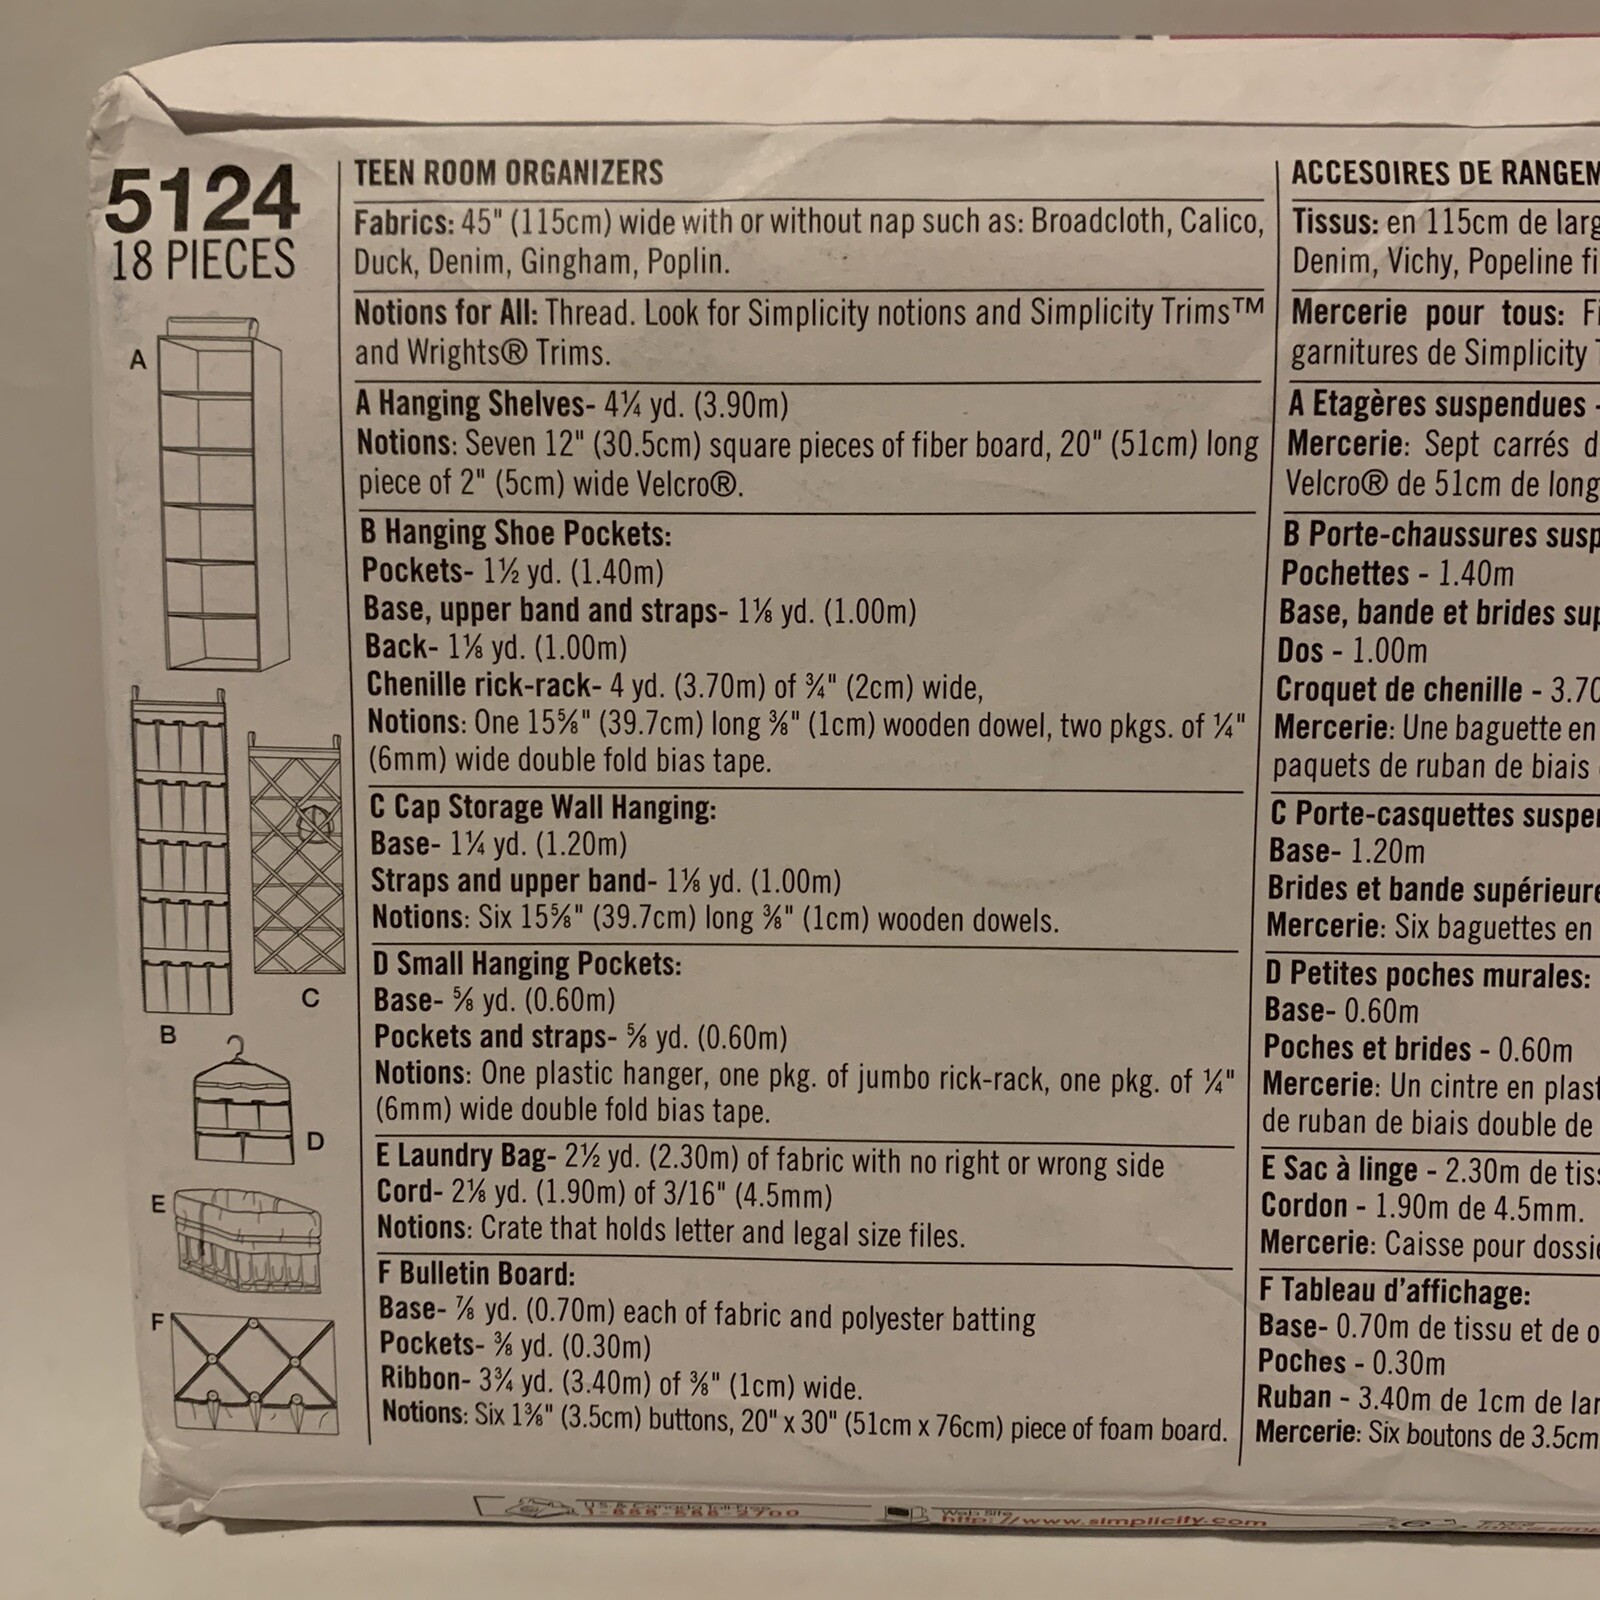 5124
18 PIECES
A
B
C
D
E
F
TEEN ROOM ORGANIZERS
Fabrics: 45" (115cm) wide with or without nap such as: Broadcloth, Calico,
Duck, Denim, Gingham, Poplin.
Notions for All: Thread. Look for Simplicity notions and Simplicity Trims™
and Wrights® Trims.
A Hanging Shelves- 4¼ yd. (3.90m)
Notions: Seven 12" (30.5cm) square pieces of fiber board, 20" (51cm) long
piece of 2" (5cm) wide Velcro®.
B Hanging Shoe Pockets:
Pockets- 1½ yd. (1.40m)
Base, upper band and straps- 1⅛ yd. (1.00m)
Back- 1⅛ yd. (1.00m)
Chenille rick-rack- 4 yd. (3.70m) of ¾" (2cm) wide,
Notions: One 15⅝" (39.7cm) long ⅜" (1cm) wooden dowel, two pkgs. of ¼"
(6mm) wide double fold bias tape.
C Cap Storage Wall Hanging:
Base- 1¼ yd. (1.20m)
Straps and upper band- 1⅛ yd. (1.00m)
Notions: Six 15⅝" (39.7cm) long ⅜" (1cm) wooden dowels.
D Small Hanging Pockets:
Base- ⅝ yd. (0.60m)
Pockets and straps- ⅝ yd. (0.60m)
Notions: One plastic hanger, one pkg. of jumbo rick-rack, one pkg. of ¼"
(6mm) wide double fold bias tape.
E Laundry Bag- 2½ yd. (2.30m) of fabric with no right or wrong side
Cord- 2⅛ yd. (1.90m) of 3/16" (4.5mm)
Notions: Crate that holds letter and legal size files.
F Bulletin Board:
Base- ⅞ yd. (0.70m) each of fabric and polyester batting
Pockets- ⅜ yd. (0.30m)
Ribbon- 3¾ yd. (3.40m) of ⅜" (1cm) wide.
Notions: Six 1⅜" (3.5cm) buttons, 20" x 30" (51cm x 76cm) piece of foam board.
ACCESOIRES DE RANGEM
Tissus: en 115cm de larg
Denim, Vichy, Popeline fi
Mercerie pour tous: Fi
garnitures de Simplicity
A Etagères suspendues -
Mercerie: Sept carrés d
Velcro® de 51cm de long
B Porte-chaussures susp
Pochettes - 1.40m
Base, bande et brides sup
Dos - 1.00m
Croquet de chenille - 3.70
Mercerie: Une baguette en
paquets de ruban de biais
C Porte-casquettes suspe
Base- 1.20m
Brides et bande supérieure
Mercerie: Six baguettes en
D Petites poches murales:
Base- 0.60m
Poches et brides - 0.60m
Mercerie: Un cintre en plast
de ruban de biais double de
E Sac à linge - 2.30m de tis
Cordon - 1.90m de 4.5mm.
Mercerie: Caisse pour dossie
F Tableau d'affichage:
Base- 0.70m de tissu et de o
Poches - 0.30m
Ruban - 3.40m de 1cm de lar
Mercerie: Six boutons de 3.5cm
US & Canada Toll-Free
1-888-588-2700
Web Site
http://www.simplicity.com